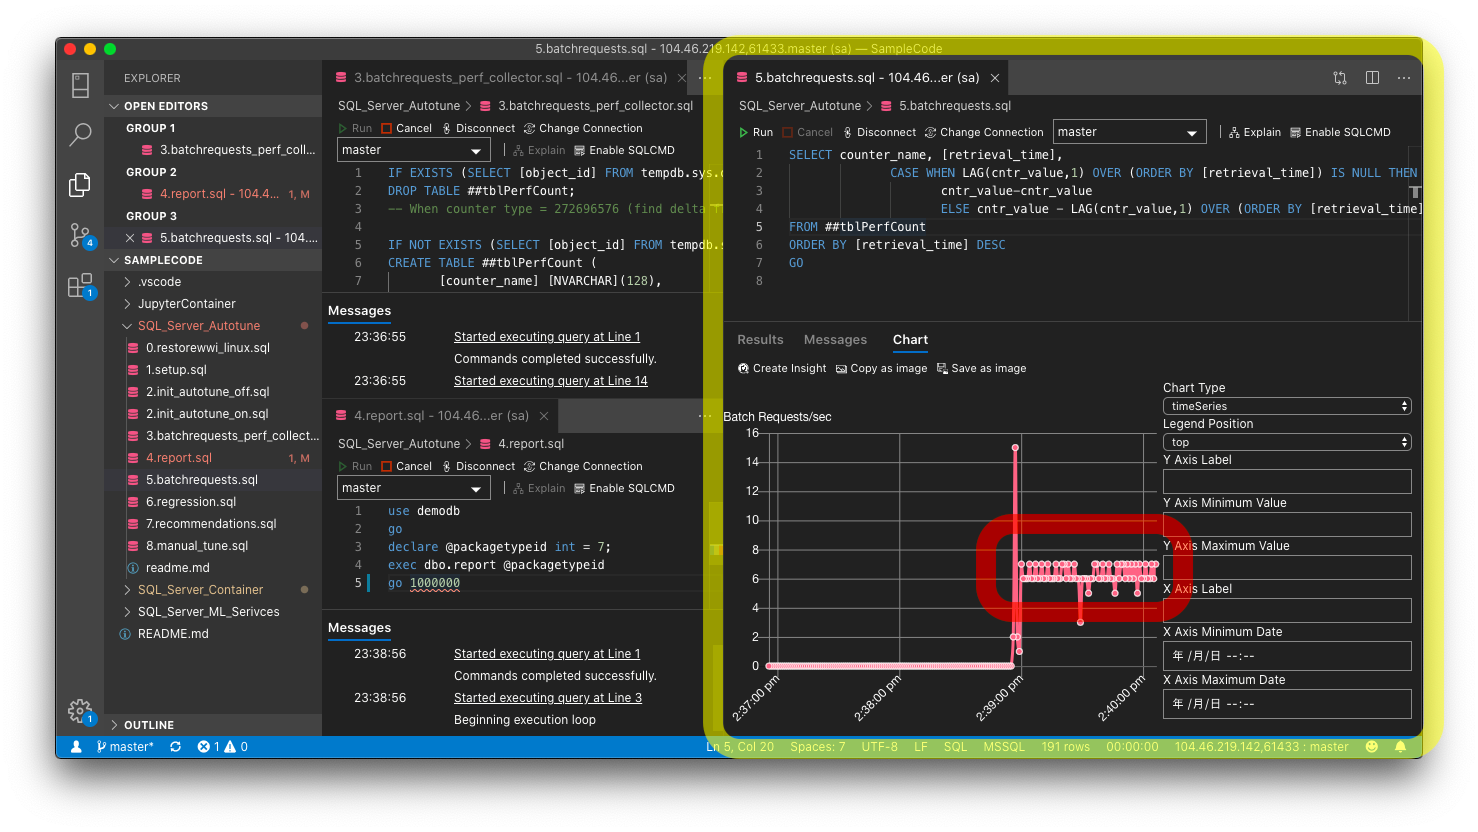 5.batchrequests.sql - 104.46.219.142,61433.master (sa) — SampleCode
EXPLORER
OPEN EDITORS
GROUP 1
3.batchrequests_perf_coll...
GROUP 2
4.report.sql - 104.4... 1, M
GROUP 3
5.batchrequests.sql - 104....
SAMPLECODE
.vscode
JupyterContainer
SQL_Server_Autotune
0.restorewwi_linux.sql
1.setup.sql
2.init_autotune_off.sql
2.init_autotune_on.sql
3.batchrequests_perf_collect...
4.report.sql 1, M
5.batchrequests.sql
6.regression.sql
7.recommendations.sql
8.manual_tune.sql
readme.md
SQL_Server_Container
SQL_Server_ML_Serivces
README.md
OUTLINE
4
1
1
3.batchrequests_perf_collector.sql - 104.46...er (sa)
SQL_Server_Autotune > 3.batchrequests_perf_collector.sql
Run Cancel Disconnect Change Connection
master Explain Enable SQLCMD
1 IF EXISTS (SELECT [object_id] FROM tempdb.sys.
2 DROP TABLE ##tblPerfCount;
3 -- When counter type = 272696576 (find delta
4
5 IF NOT EXISTS (SELECT [object_id] FROM tempdb.
6 CREATE TABLE ##tblPerfCount (
7 [counter_name] [NVARCHAR](128),
Messages
23:36:55 Started executing query at Line 1
Commands completed successfully.
23:36:55 Started executing query at Line 14
4.report.sql - 104.46...er (sa)
SQL_Server_Autotune > 4.report.sql
Run Cancel Disconnect Change Connection
master Explain Enable SQLCMD
1 use demodb
2 go
3 declare @packagetypeid int = 7;
4 exec dbo.report @packagetypeid
5 go 1000000
Messages
23:38:56 Started executing query at Line 1
Commands completed successfully.
23:38:56 Started executing query at Line 3
Beginning execution loop
5.batchrequests.sql - 104.46...er (sa)
SQL_Server_Autotune > 5.batchrequests.sql
Run Cancel Disconnect Change Connection master Explain Enable SQLCMD
1 SELECT counter_name, [retrieval_time],
2 CASE WHEN LAG(cntr_value,1) OVER (ORDER BY [retrieval_time]) IS NULL THEN
3 cntr_value-cntr_value
4 ELSE cntr_value - LAG(cntr_value,1) OVER (ORDER BY [retrieval_time]
5 FROM ##tblPerfCount
6 ORDER BY [retrieval_time] DESC
7 GO
8
Results Messages Chart
Create Insight Copy as image Save as image
Batch Requests/sec
16
14
12
10
8
6
4
2
0
2:37:00 pm
2:38:00 pm
2:39:00 pm
2:40:00 pm
Chart Type
timeSeries
Legend Position
top
Y Axis Label
Y Axis Minimum Value
Y Axis Maximum Value
X Axis Label
X Axis Minimum Date
年 /月/日 --:--
X Axis Maximum Date
年 /月/日 --:--
master* 1 0 Ln 5, Col 20 Spaces: 7 UTF-8 LF SQL MSSQL 191 rows 00:00:00 104.46.219.142,61433 : master